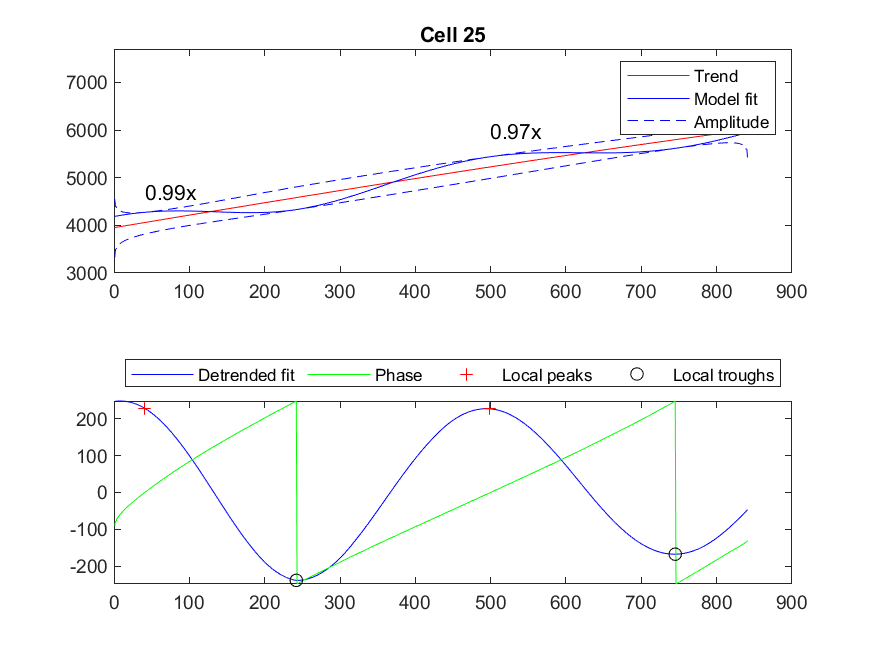 Cell 25
7000
6000
5000
4000
3000
0.99x
0.97x
Trend
Model fit
Amplitude
0 100 200 300 400 500 600 700 800 900
Detrended fit Phase Local peaks Local troughs
200
100
0
-100
-200
0 100 200 300 400 500 600 700 800 900